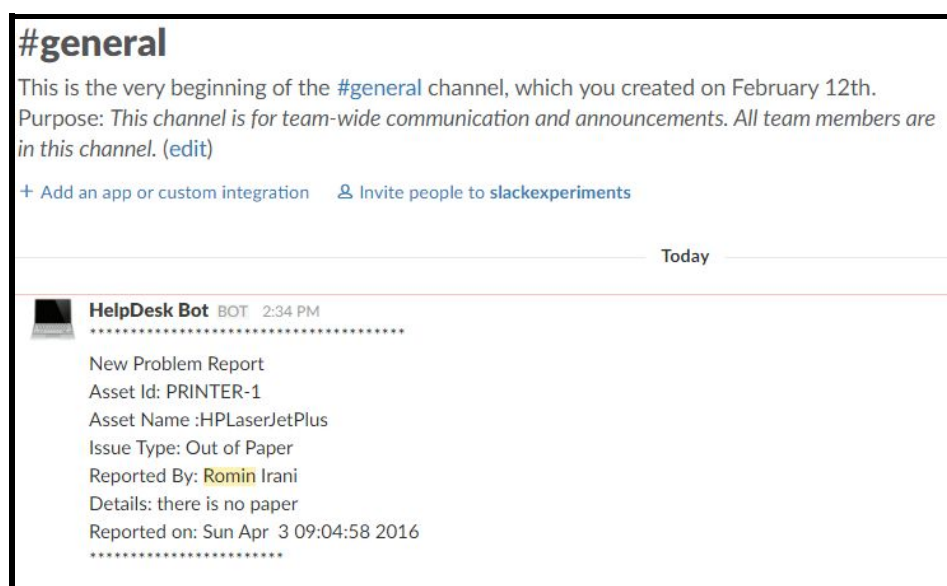 #general
This is the very beginning of the #general channel, which you created on February 12th.
Purpose: This channel is for team-wide communication and announcements. All team members are
in this channel. (edit)
+ Add an app or custom integration Invite people to slackexperiments
Today
HelpDesk Bot BOT 2:34 PM
***************************************
New Problem Report
Asset Id: PRINTER-1
Asset Name :HPLaserJetPlus
Issue Type: Out of Paper
Reported By: Romin Irani
Details: there is no paper
Reported on: Sun Apr  3 09:04:58 2016
************************